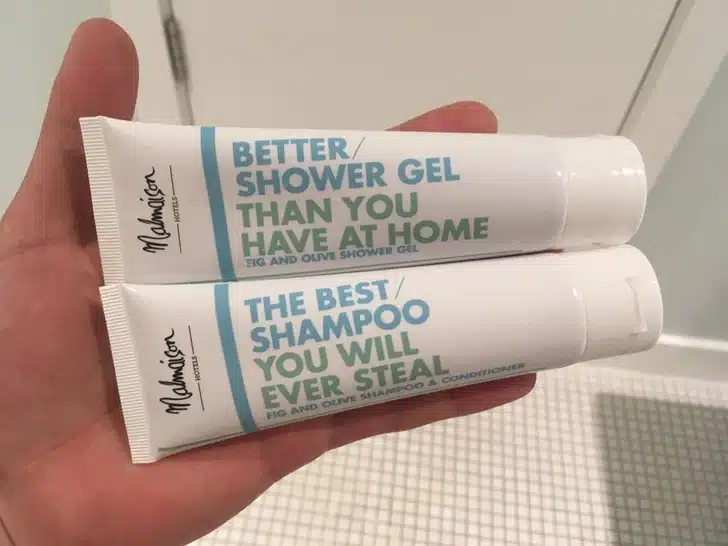 Malmaison
HOTELS
BETTER/
SHOWER GEL
THAN YOU
HAVE AT HOME
FIG AND OLIVE SHOWER GEL
Malmaison
HOTELS
THE BEST/
SHAMPOO
YOU WILL
EVER STEAL
FIG AND OLIVE SHAMPOO & CONDITIONER